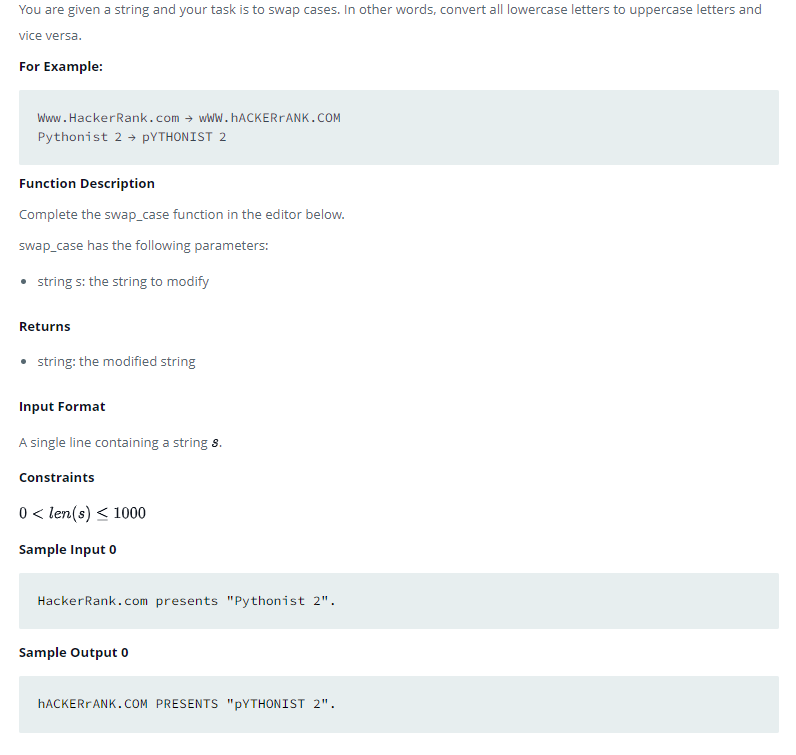 You are given a string and your task is to swap cases. In other words, convert all lowercase letters to uppercase letters and
vice versa.
For Example:
Www.HackerRank.com → wWW.hACKERrANK.COM
Pythonist 2 → pYTHONIST 2
Function Description
Complete the swap_case function in the editor below.
swap_case has the following parameters:
• string s: the string to modify
Returns
• string: the modified string
Input Format
A single line containing a string s.
Constraints
0 < len(s) ≤ 1000
Sample Input 0
HackerRank.com presents "Pythonist 2".
Sample Output 0
hACKERrANK.COM PRESENTS "pYTHONIST 2".